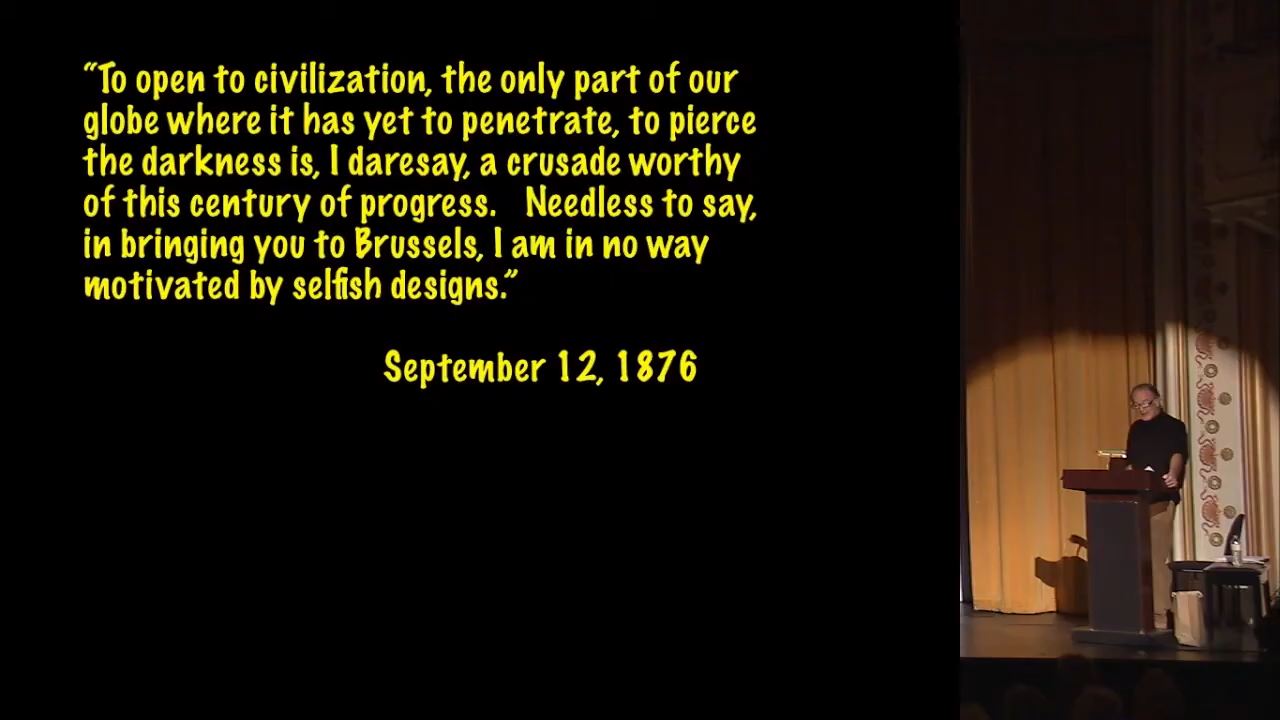 “To open to civilization, the only part of our
globe where it has yet to penetrate, to pierce
the darkness is, I daresay, a crusade worthy
of this century of progress.   Needless to say,
in bringing you to Brussels, I am in no way
motivated by selfish designs.”
September 12, 1876